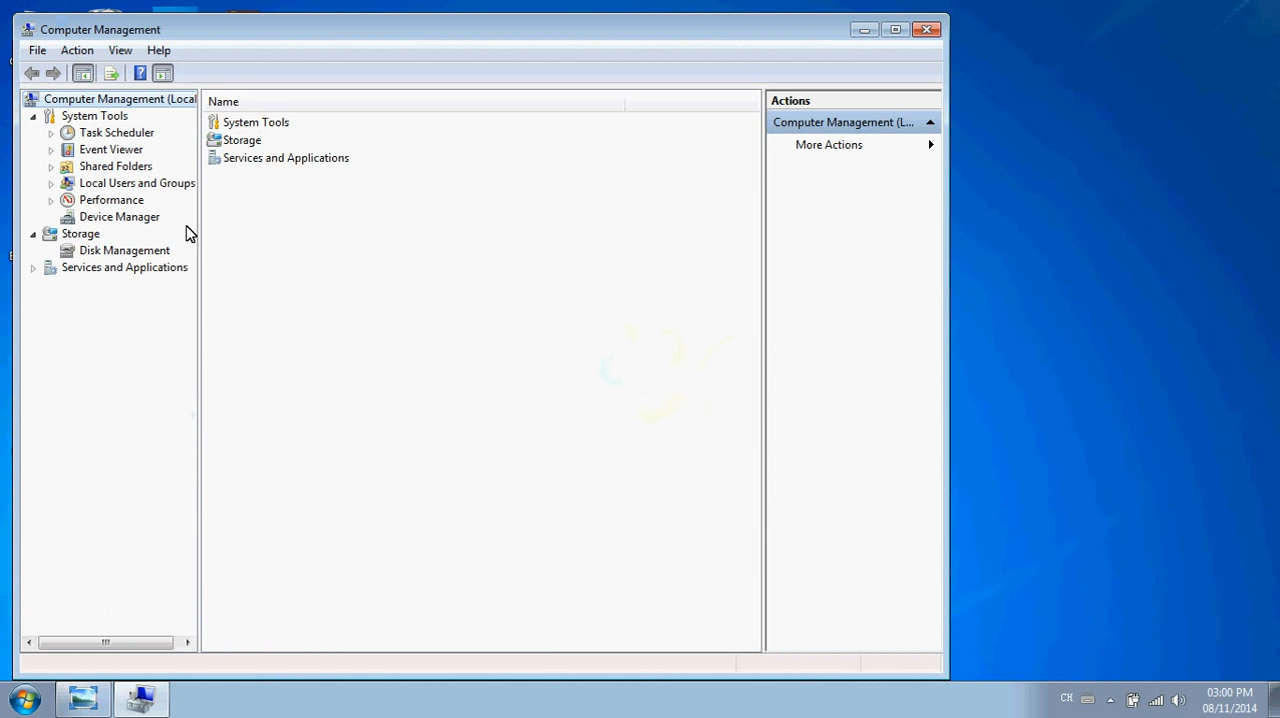 Computer Management
File Action View Help
Computer Management (Local
System Tools
Task Scheduler
Event Viewer
Shared Folders
Local Users and Groups
Performance
Device Manager
Storage
Disk Management
Services and Applications
Name
System Tools
Storage
Services and Applications
Actions
Computer Management (L...
More Actions
CH
03:00 PM
08/11/2014